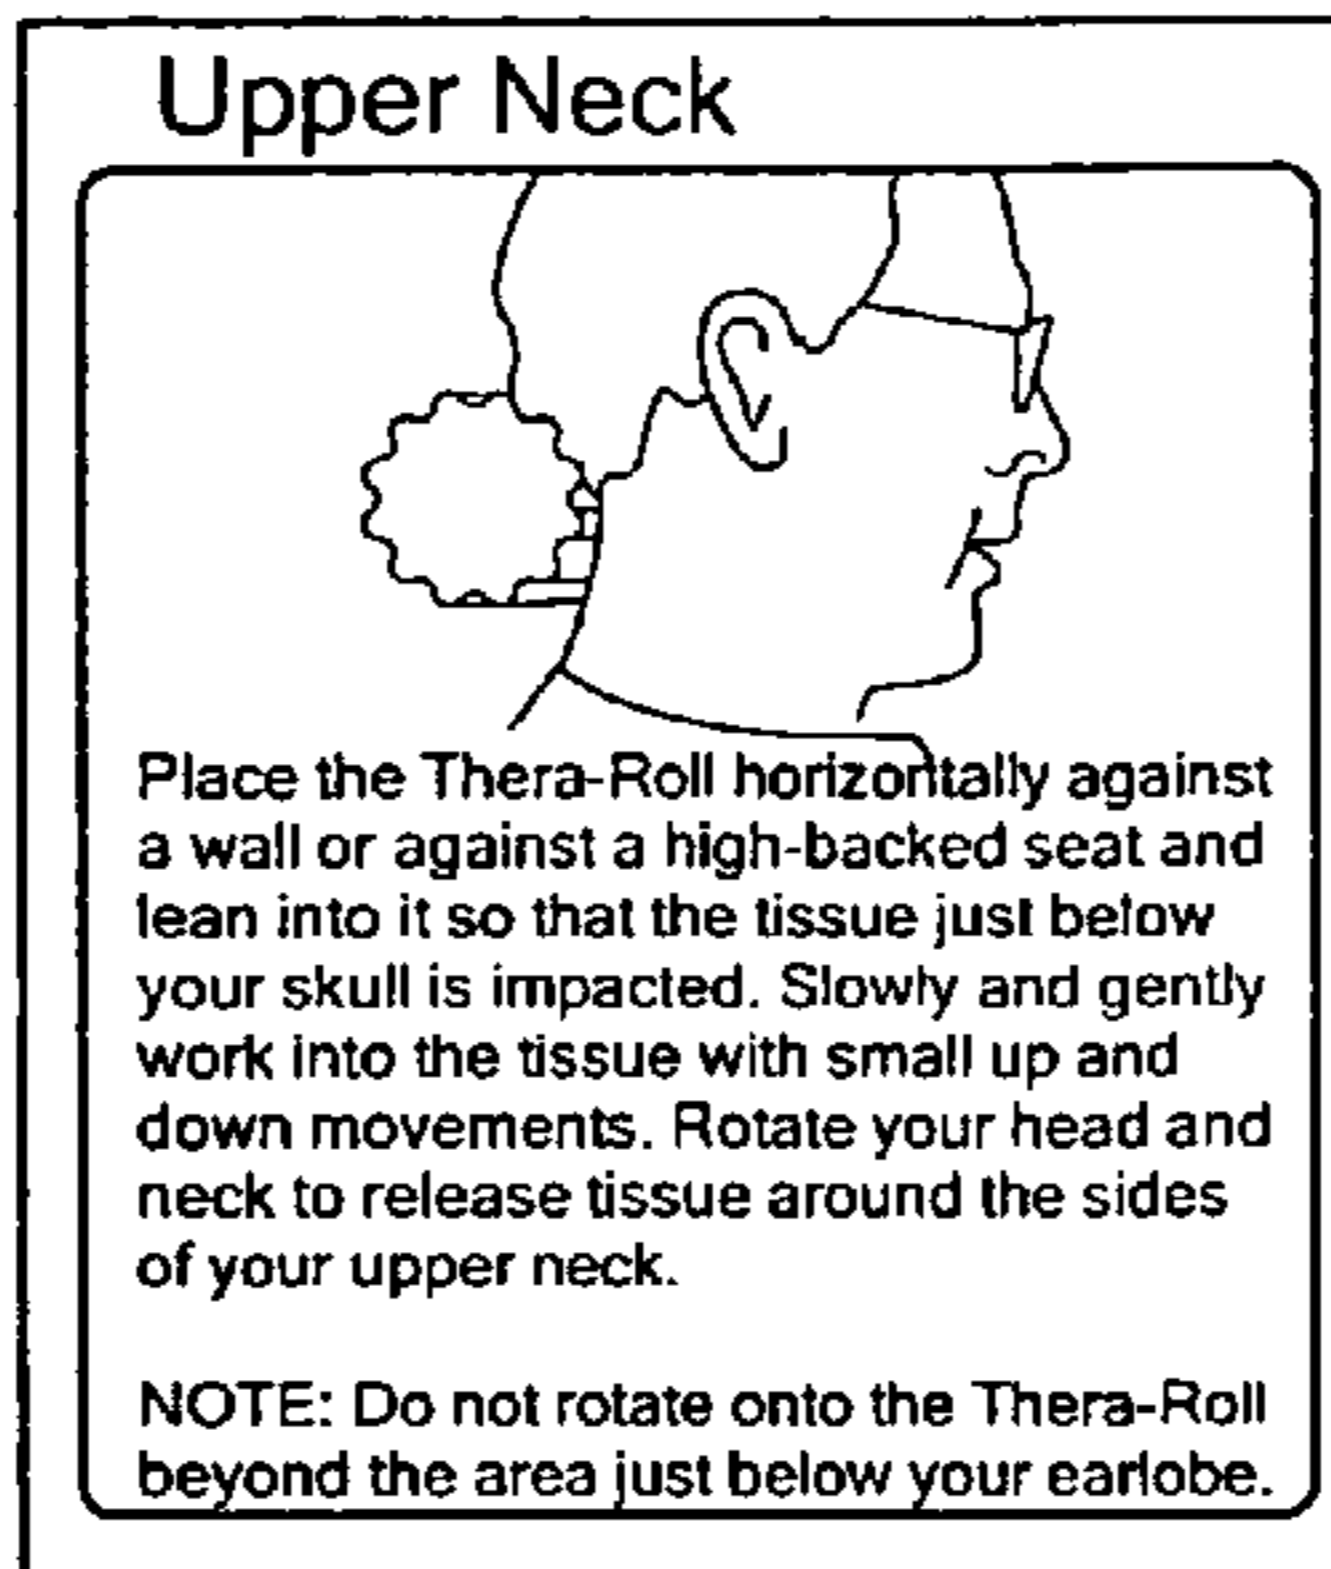 Upper Neck
Place the Thera-Roll horizontally against
a wall or against a high-backed seat and
lean into it so that the tissue just below
your skull is impacted. Slowly and gently
work into the tissue with small up and
down movements. Rotate your head and
neck to release tissue around the sides
of your upper neck.
NOTE: Do not rotate onto the Thera-Roll
beyond the area just below your earlobe.